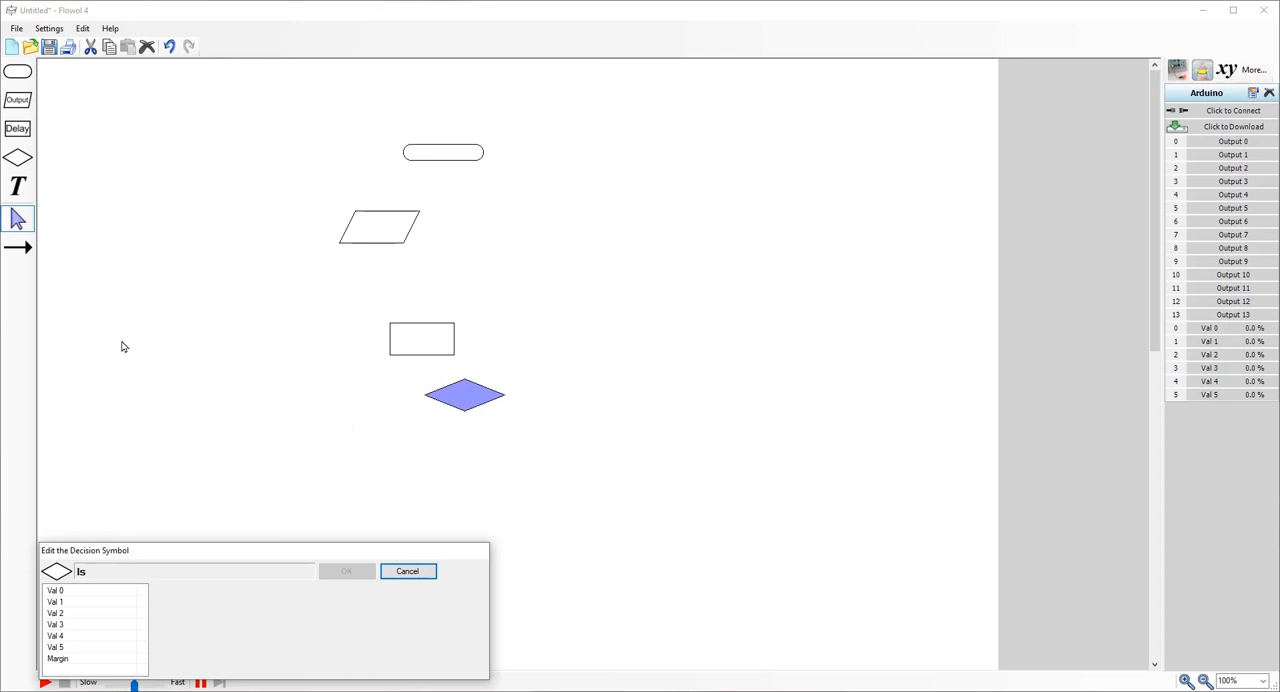 Untitled* - Flowol 4
File Settings Edit Help
Output
Delay
T
xy More...
Arduino
Click to Connect
Click to Download
0 Output 0
1 Output 1
2 Output 2
3 Output 3
4 Output 4
5 Output 5
6 Output 6
7 Output 7
8 Output 8
9 Output 9
10 Output 10
11 Output 11
12 Output 12
13 Output 13
0 Val 0 0.0 %
1 Val 1 0.0 %
2 Val 2 0.0 %
3 Val 3 0.0 %
4 Val 4 0.0 %
5 Val 5 0.0 %
Edit the Decision Symbol
Is OK Cancel
Val 0
Val 1
Val 2
Val 3
Val 4
Val 5
Margin
Slow Fast 100%